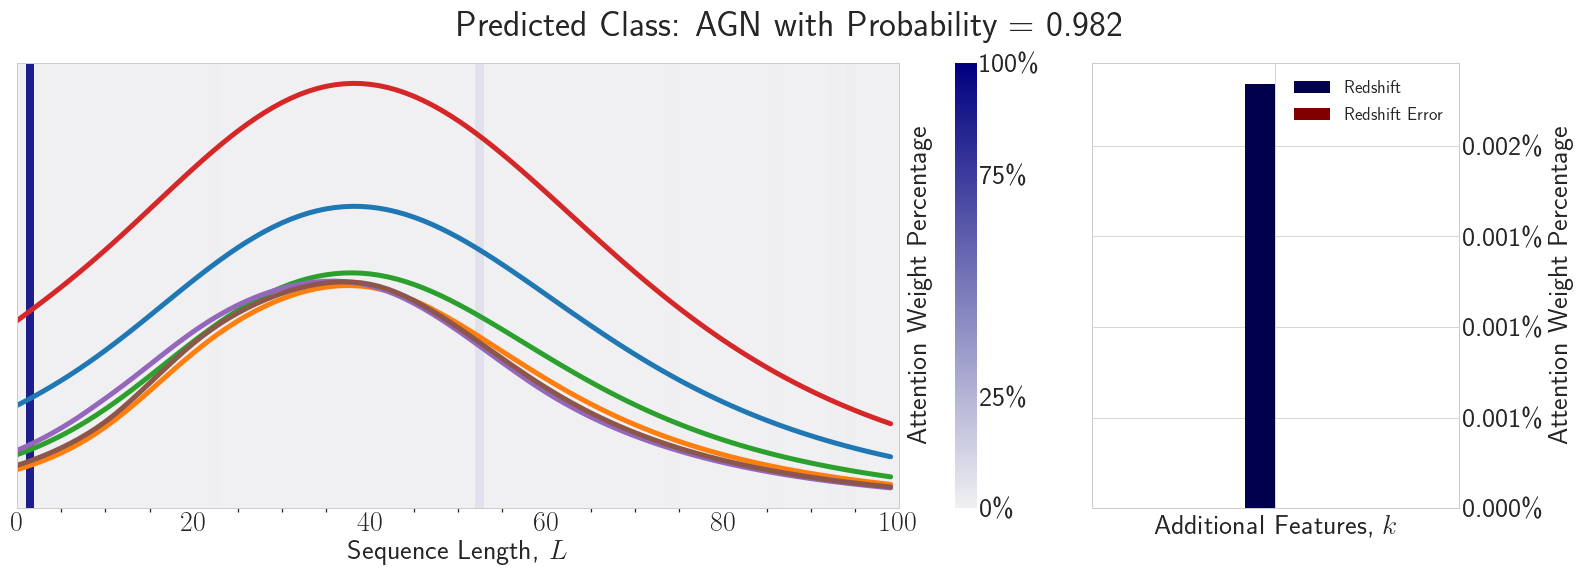 Predicted Class: AGN with Probability = 0.982
0 20 40 60 80 100
Sequence Length, L
Attention Weight Percentage
100%
75%
25%
0%
Redshift
Redshift Error
0.002%
0.001%
0.001%
0.001%
0.000%
Attention Weight Percentage
Additional Features, k